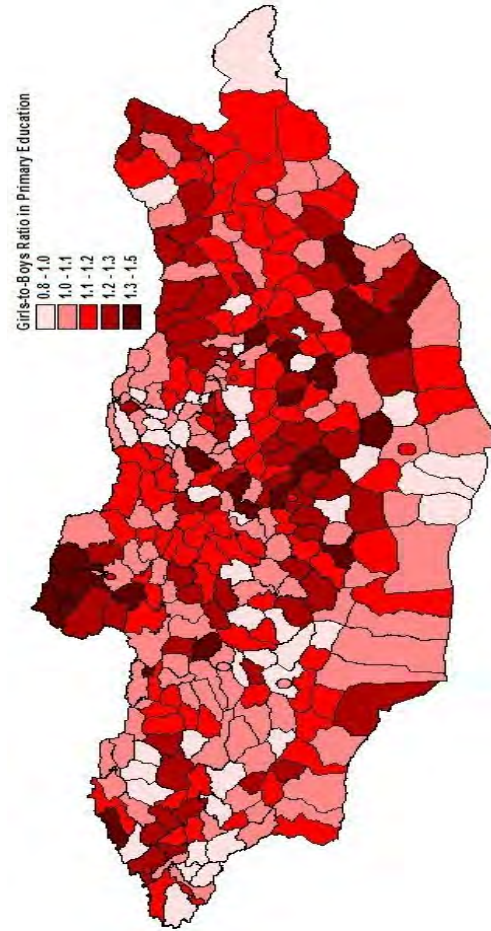 Girls-to-Boys Ratio in Primary Education
0.8 - 1.0
1.0 - 1.1
1.1 - 1.2
1.2 - 1.3
1.3 - 1.5